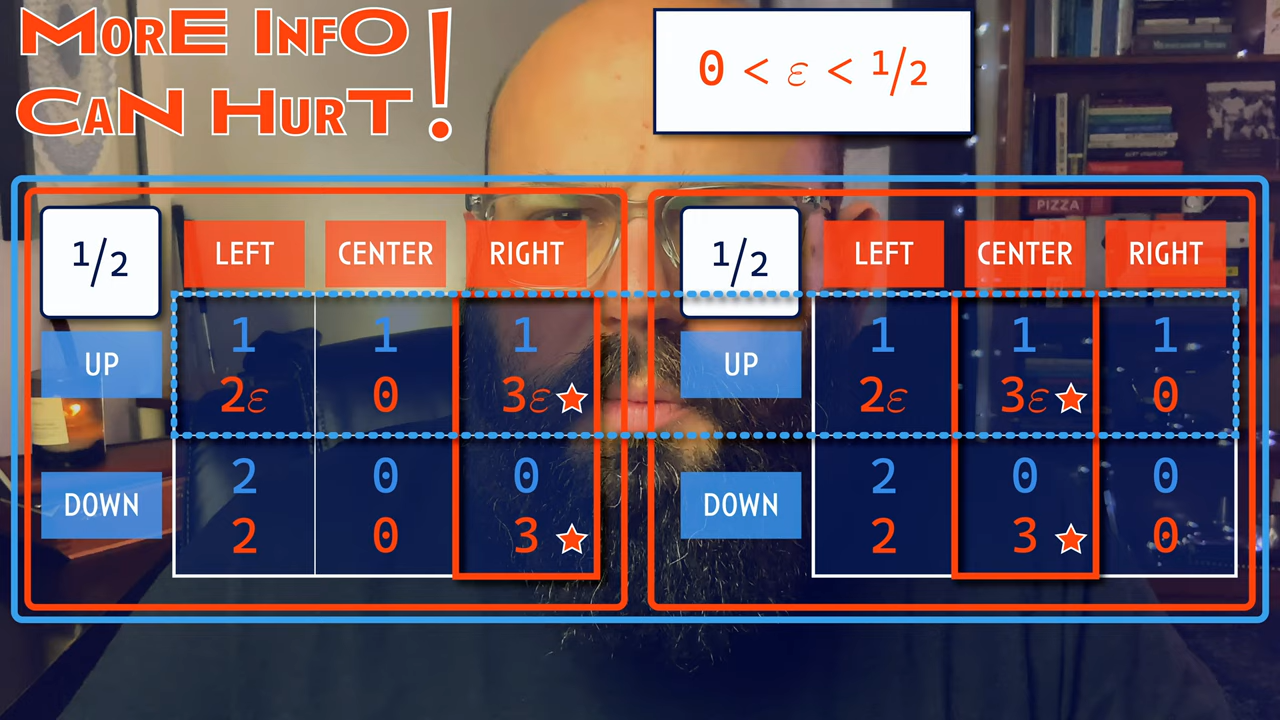 MORE INFO
CAN HURT!
0 < ε < 1/2
1/2 LEFT CENTER RIGHT
UP
1 1 1
2ε 0 3ε
DOWN
2 0 0
2 0 3
1/2 LEFT CENTER RIGHT
UP
1 1 1
2ε 3ε 0
DOWN
2 0 0
2 3 0
PIZZA